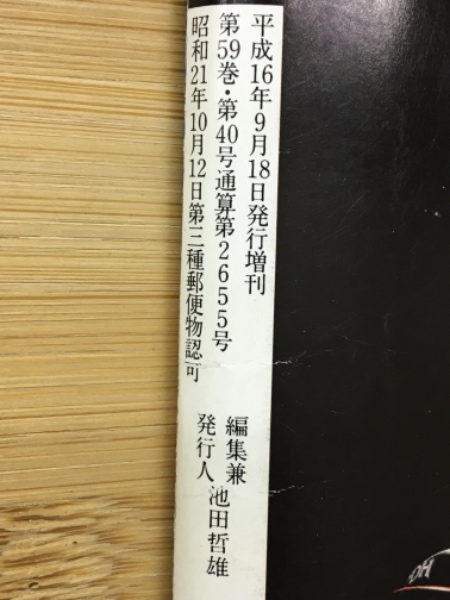 平成16年9月18日発行増刊
第59巻・第40号通算第2655号
昭和21年10月12日第三種郵便物認可
編集兼
発行人 池田哲雄